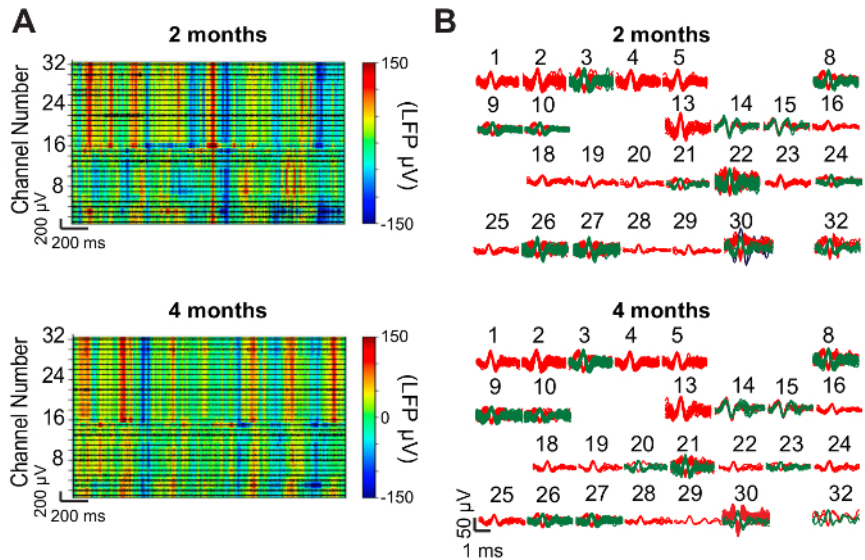 A
2 months
32
24
16
8
Channel Number
200 µV
200 ms
150
-150
(LFP µV)
4 months
32
24
16
8
Channel Number
200 µV
200 ms
150
0
-150
(LFP µV)
B
2 months
1 2 3 4 5 8
9 10 13 14 15 16
18 19 20 21 22 23 24
25 26 27 28 29 30 32
4 months
1 2 3 4 5 8
9 10 13 14 15 16
18 19 20 21 22 23 24
25 26 27 28 29 30 32
50 µV
1 ms